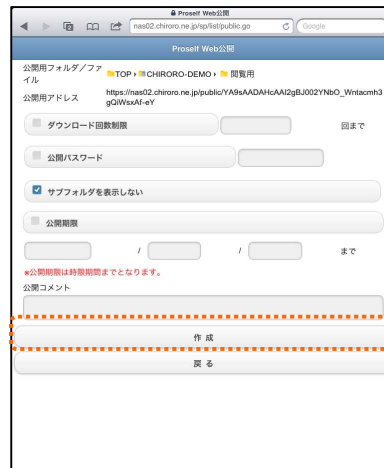 Proself Web公開
nas02.chiroro.ne.jp/sp/list/public.go
Google
Proself Web公開
公開用フォルダ／ファイル
TOP CHIRORO-DEMO 閲覧用
公開用アドレス
https://nas02.chiroro.ne.jp/public/YA9sAADAHcAAI2gBJ002YNbO_Wntacmh3
gQiWsxAf-eY
ダウンロード回数制限 回まで
公開パスワード
サブフォルダを表示しない
公開期限
/ / まで
*公開期限は時限期間までとなります。
公開コメント
作 成
戻 る